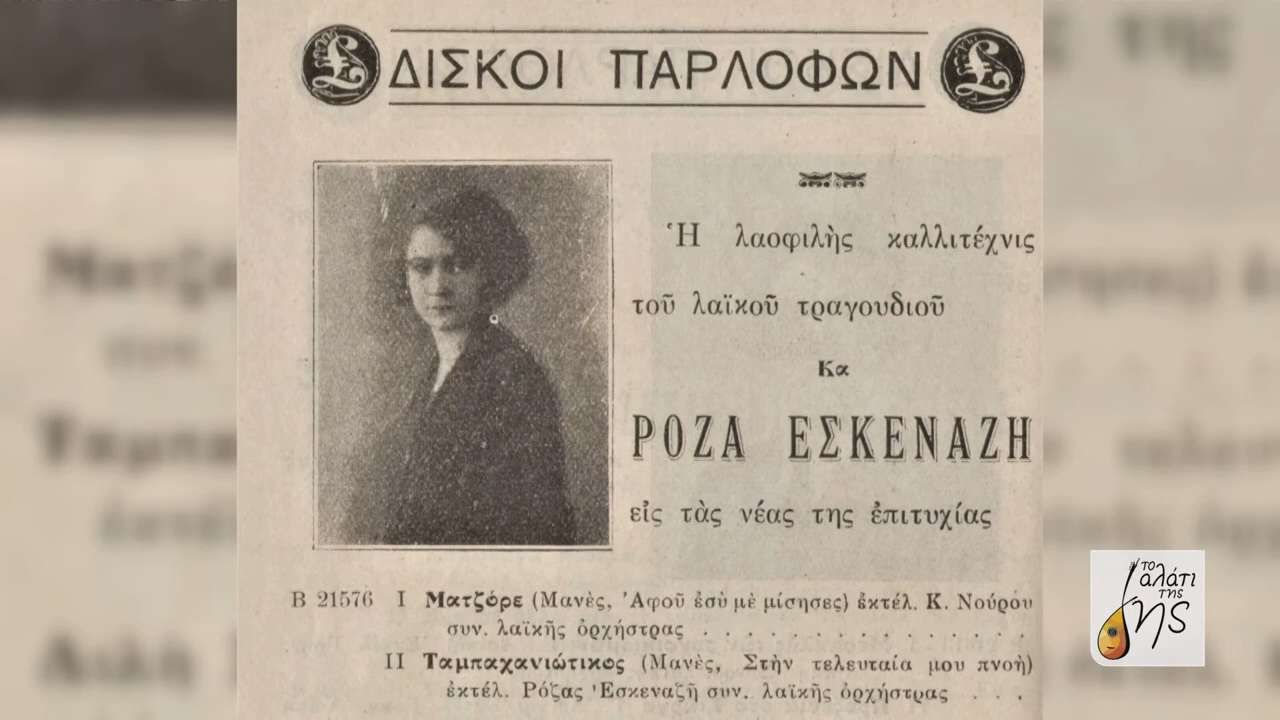 ΔΙΣΚΟΙ ΠΑΡΛΟΦΩΝ
Ἡ λαοφιλὴς καλλιτέχνις
τοῦ λαϊκοῦ τραγουδιοῦ
Κα
ΡΟΖΑ ΕΣΚΕΝΑΖΗ
εἰς τὰς νέας της ἐπιτυχίας
Β 21576 Ι Ματζόρε (Μανὲς, Ἀφοῦ ἐσὺ μὲ μίσησες) ἐκτέλ. Κ. Νούρου
συν. λαϊκῆς ὀρχήστρας . . . . . . . . . . .
ΙΙ Ταμπαχανιώτικος (Μανὲς, Στὴν τελευταία μου πνοὴ)
ἐκτέλ. Ρόζας Ἐσκεναζῆ συν. λαϊκῆς ὀρχήστρας . . .
το
αλάτι
της
γης